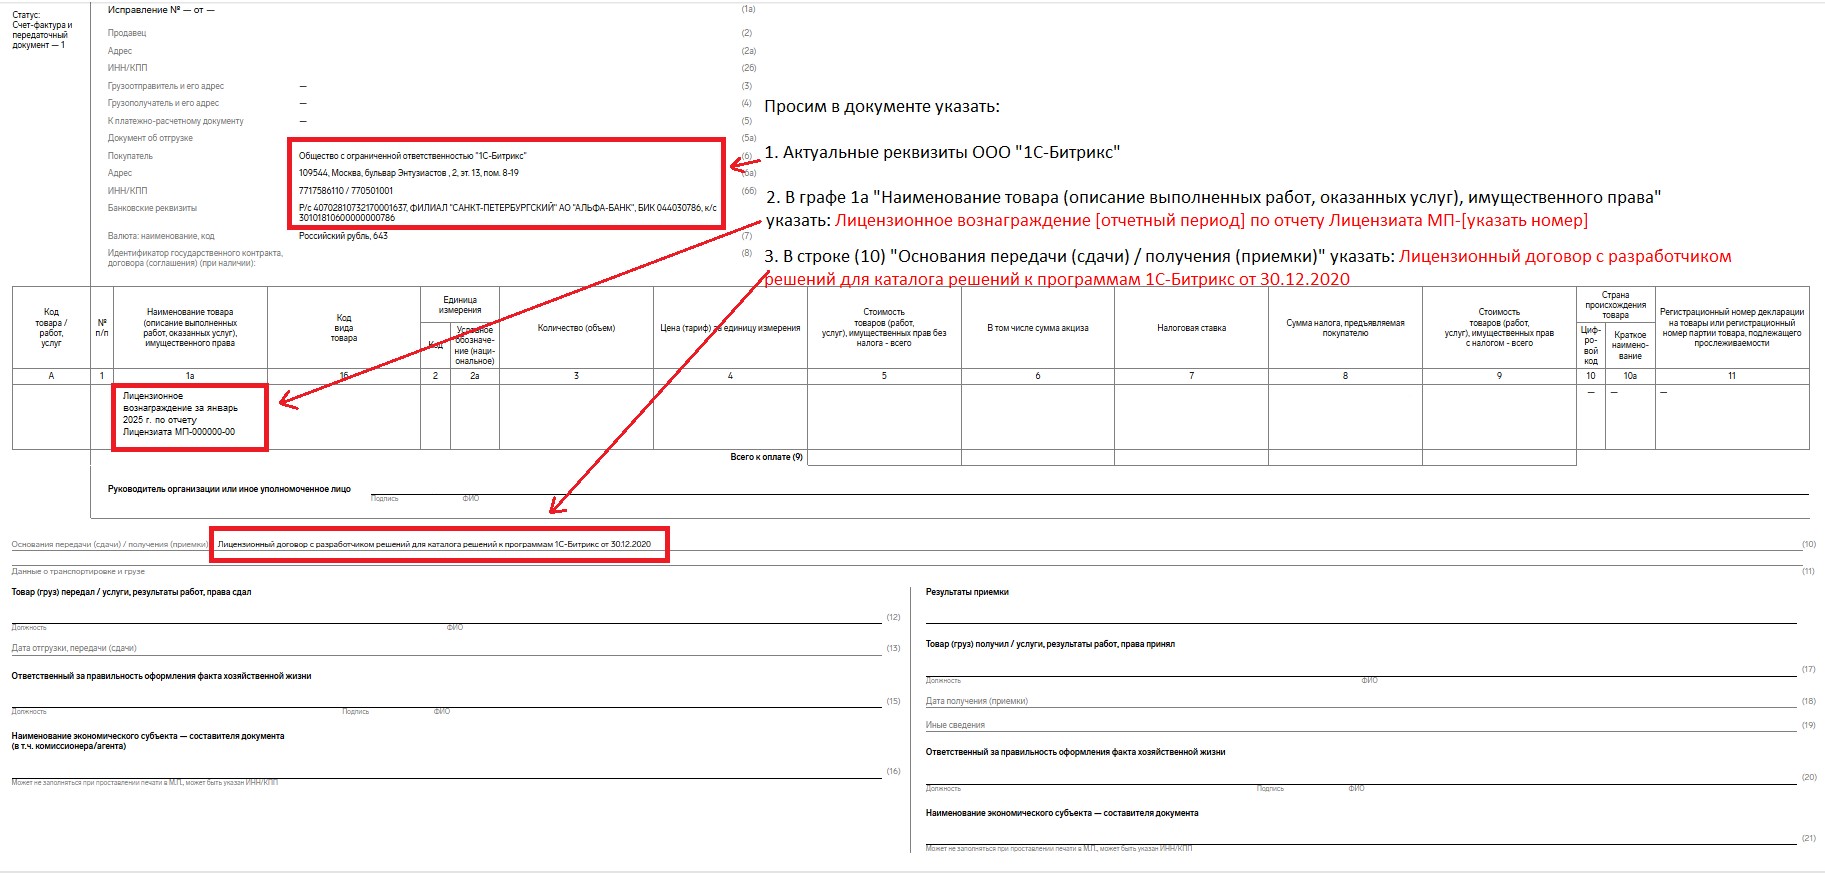 Статус:
Счет-фактура и
передаточный
документ — 1
Исправление № — от —
(1а)
Продавец
(2)
Адрес
(2а)
ИНН/КПП
(2б)
Грузоотправитель и его адрес
—
(3)
Грузополучатель и его адрес
—
(4)
К платежно-расчетному документу
—
(5)
Документ об отгрузке
(5а)
Покупатель
Общество с ограниченной ответственностью "1С-Битрикс"
(6)
Адрес
109544, Москва, бульвар Энтузиастов , 2, эт. 13, пом. 8-19
(6а)
ИНН/КПП
7717586110 / 770501001
(6б)
Банковские реквизиты
Р/с 40702810732170001637, ФИЛИАЛ "САНКТ-ПЕТЕРБУРГСКИЙ" АО "АЛЬФА-БАНК", БИК 044030786, к/с
30101810600000000786
Валюта: наименование, код
Российский рубль, 643
(7)
Идентификатор государственного контракта,
договора (соглашения) (при наличии):
(8)
Просим в документе указать:
1. Актуальные реквизиты ООО "1С-Битрикс"
2. В графе 1а "Наименование товара (описание выполненных работ, оказанных услуг), имущественного права"
указать: Лицензионное вознаграждение [отчетный период] по отчету Лицензиата МП-[указать номер]
3. В строке (10) "Основания передачи (сдачи) / получения (приемки)" указать: Лицензионный договор с разработчиком
решений для каталога решений к программам 1С-Битрикс от 30.12.2020
Код
товара /
работ,
услуг
№
п/п
Наименование товара
(описание выполненных
работ, оказанных услуг),
имущественного права
Код
вида
товара
Единица
измерения
Код
Условное
обозначе-
ние (наци-
ональное)
Количество (объем)
Цена (тариф) за единицу измерения
Стоимость
товаров (работ,
услуг), имущественных прав без
налога - всего
В том числе сумма акциза
Налоговая ставка
Сумма налога, предъявляемая
покупателю
Стоимость
товаров (работ,
услуг), имущественных прав
с налогом - всего
Страна
происхождения
товара
Циф-
ро-
вой
код
Краткое
наимено-
вание
Регистрационный номер декларации
на товары или регистрационный
номер партии товара, подлежащего
прослеживаемости
А 1 1а 1б 2 2а 3 4 5 6 7 8 9 10 10а 11
Лицензионное
вознаграждение за январь
2025 г. по отчету
Лицензиата МП-000000-00
— — —
Всего к оплате (9)
Руководитель организации или иное уполномоченное лицо
Подпись ФИО
Основания передачи (сдачи) / получения (приемки)
Лицензионный договор с разработчиком решений для каталога решений к программам 1С-Битрикс от 30.12.2020
(10)
Данные о транспортировке и грузе
(11)
Товар (груз) передал / услуги, результаты работ, права сдал
(12)
Должность ФИО
Дата отгрузки, передачи (сдачи)
(13)
Ответственный за правильность оформления факта хозяйственной жизни
(15)
Должность Подпись ФИО
Наименование экономического субъекта — составителя документа
(в т.ч. комиссионера/агента)
(16)
Может не заполняться при проставлении печати в М.П., может быть указан ИНН/КПП
Результаты приемки
Товар (груз) получил / услуги, результаты работ, права принял
(17)
Должность ФИО
Дата получения (приемки)
(18)
Иные сведения
(19)
Ответственный за правильность оформления факта хозяйственной жизни
(20)
Должность Подпись ФИО
Наименование экономического субъекта — составителя документа
(21)
Может не заполняться при проставлении печати в М.П., может быть указан ИНН/КПП